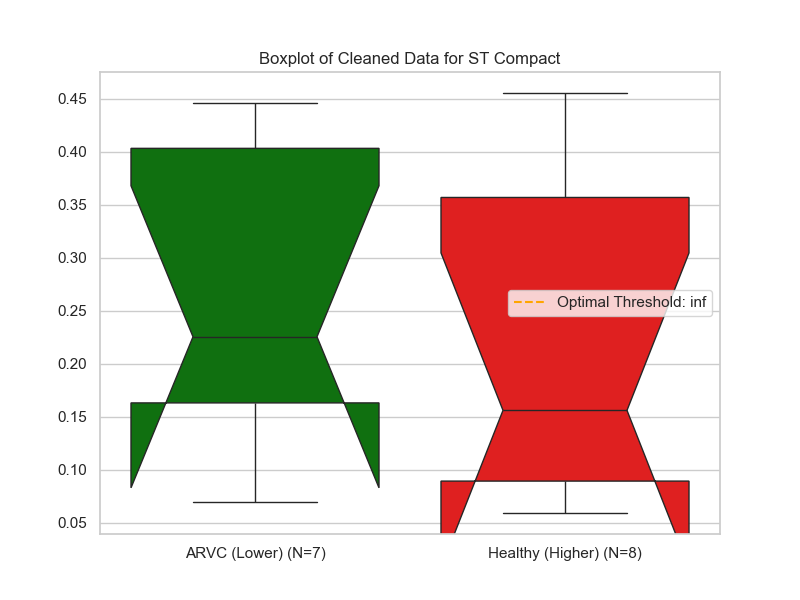 Boxplot of Cleaned Data for ST Compact
0.45
0.40
0.35
0.30
0.25
0.20
0.15
0.10
0.05
Optimal Threshold: inf
ARVC (Lower) (N=7)
Healthy (Higher) (N=8)